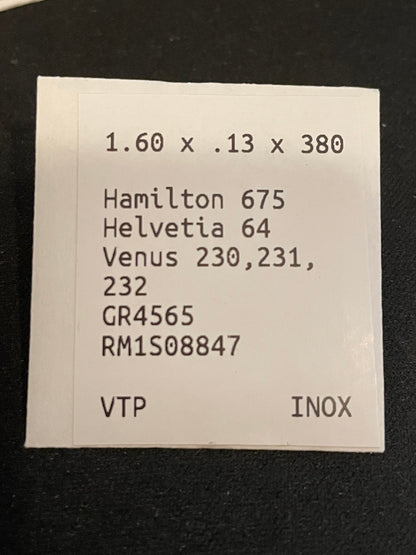 1.60 x .13 x 380
Hamilton 675
Helvetia 64
Venus 230,231,
232
GR4565
RM1S08847
VTP INOX